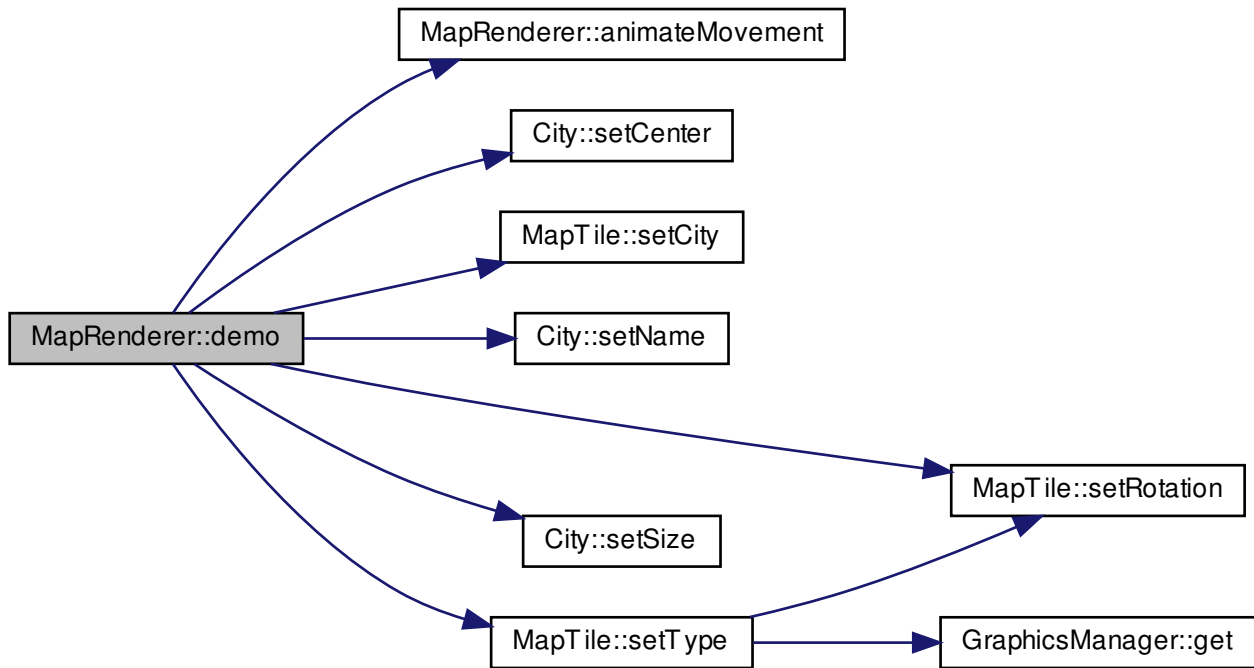 MapRenderer::animateMovement
City::setCenter
MapTile::setCity
MapRenderer::demo
City::setName
MapTile::setRotation
City::setSize
MapTile::setType
GraphicsManager::get